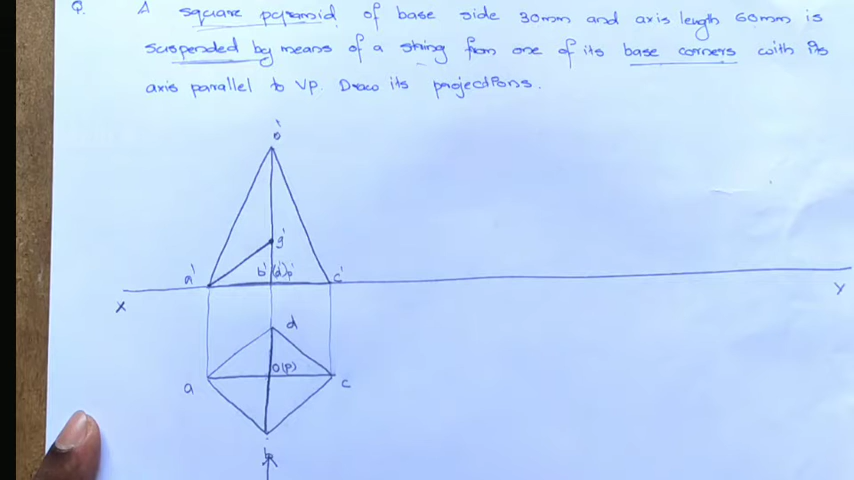 Q. A square pyramid of base side 30mm and axis length 60mm is
suspended by means of a string from one of its base corners with its
axis parallel to VP. Draw its projections.
o'
g'
a' b' (d') p' c'
X Y
d
o(p)
a c
b